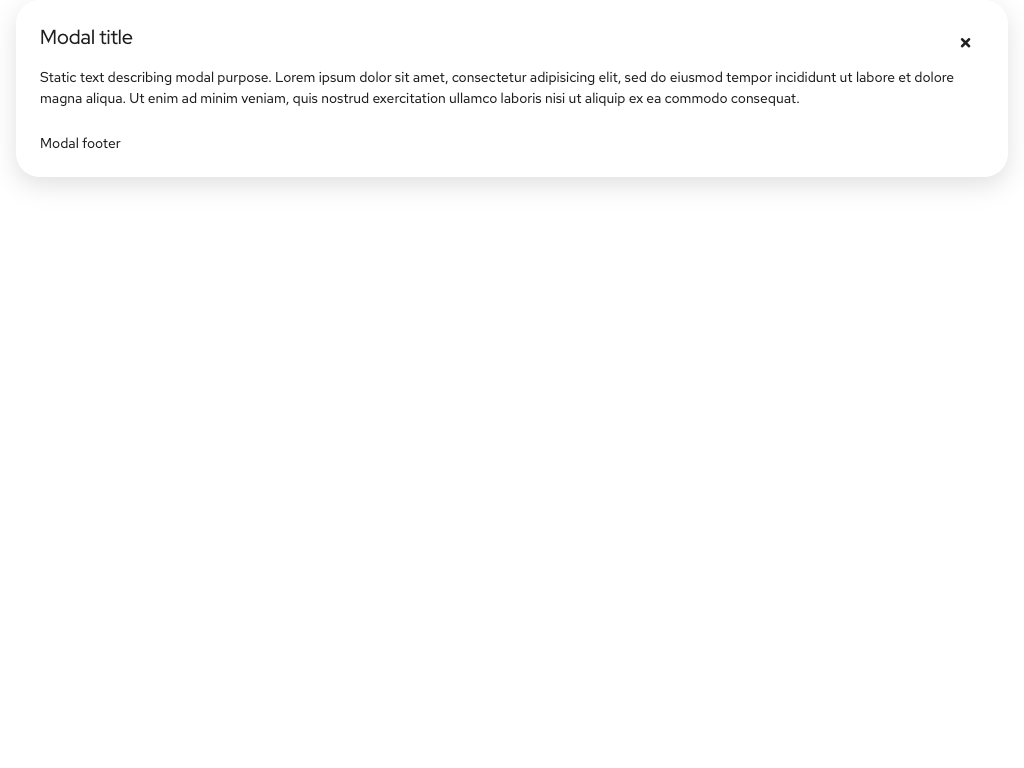 Modal title
Static text describing modal purpose. Lorem ipsum dolor sit amet, consectetur adipisicing elit, sed do eiusmod tempor incididunt ut labore et dolore
magna aliqua. Ut enim ad minim veniam, quis nostrud exercitation ullamco laboris nisi ut aliquip ex ea commodo consequat.
Modal footer